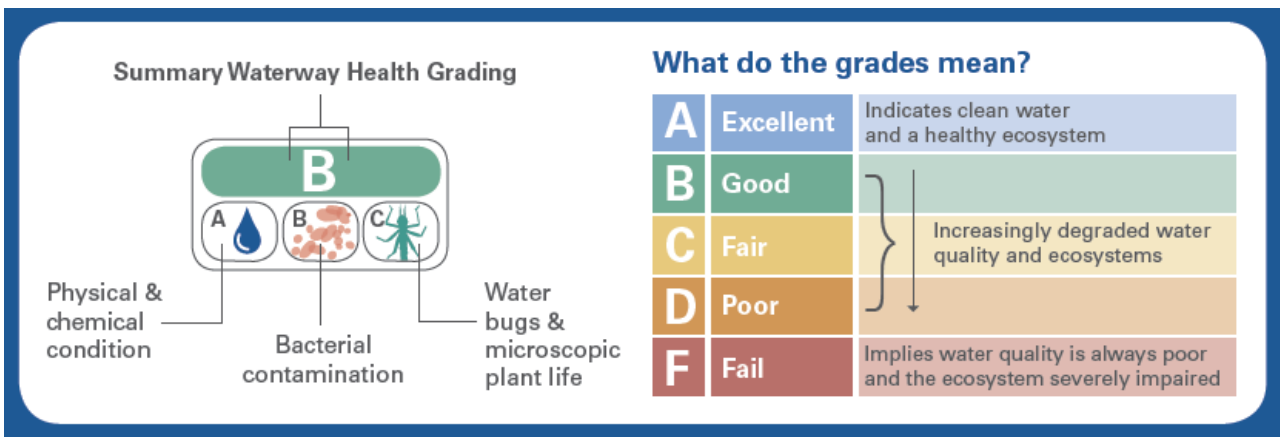 Summary Waterway Health Grading
B
A
B
C
Physical &
chemical
condition
Bacterial
contamination
Water
bugs &
microscopic
plant life
What do the grades mean?
A Excellent Indicates clean water
and a healthy ecosystem
B Good
C Fair Increasingly degraded water
quality and ecosystems
D Poor
F Fail Implies water quality is always poor
and the ecosystem severely impaired